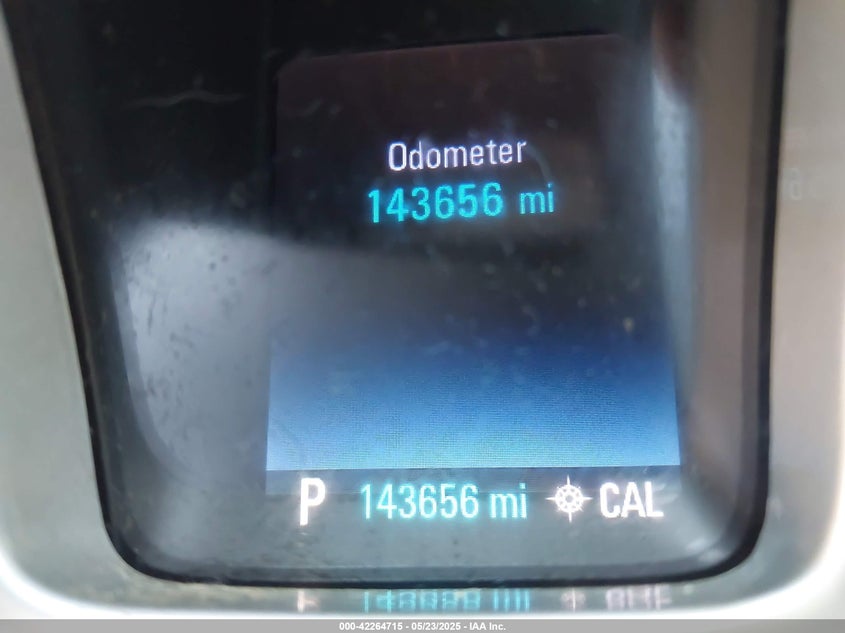 Odometer
143656 mi
P 143656 mi CAL
000-42264715 - 05/23/2025 - IAA Inc.